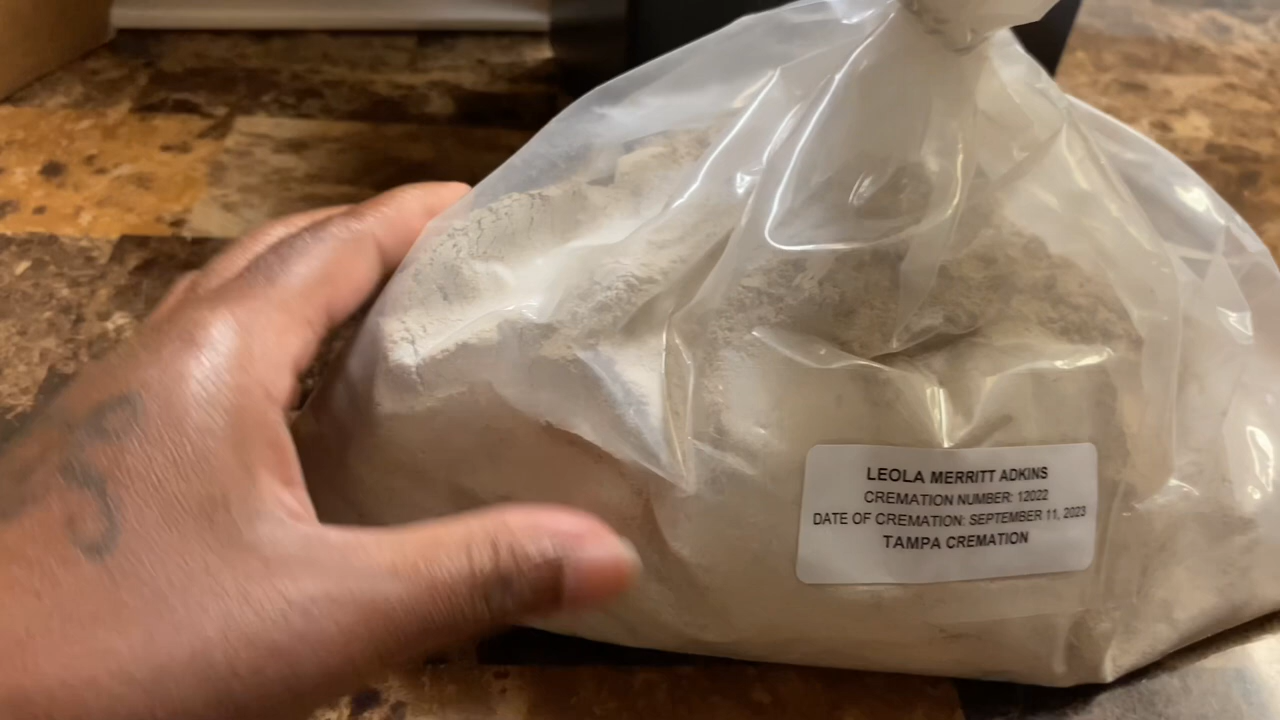 LEOLA MERRITT ADKINS
CREMATION NUMBER: 12022
DATE OF CREMATION: SEPTEMBER 11, 2023
TAMPA CREMATION